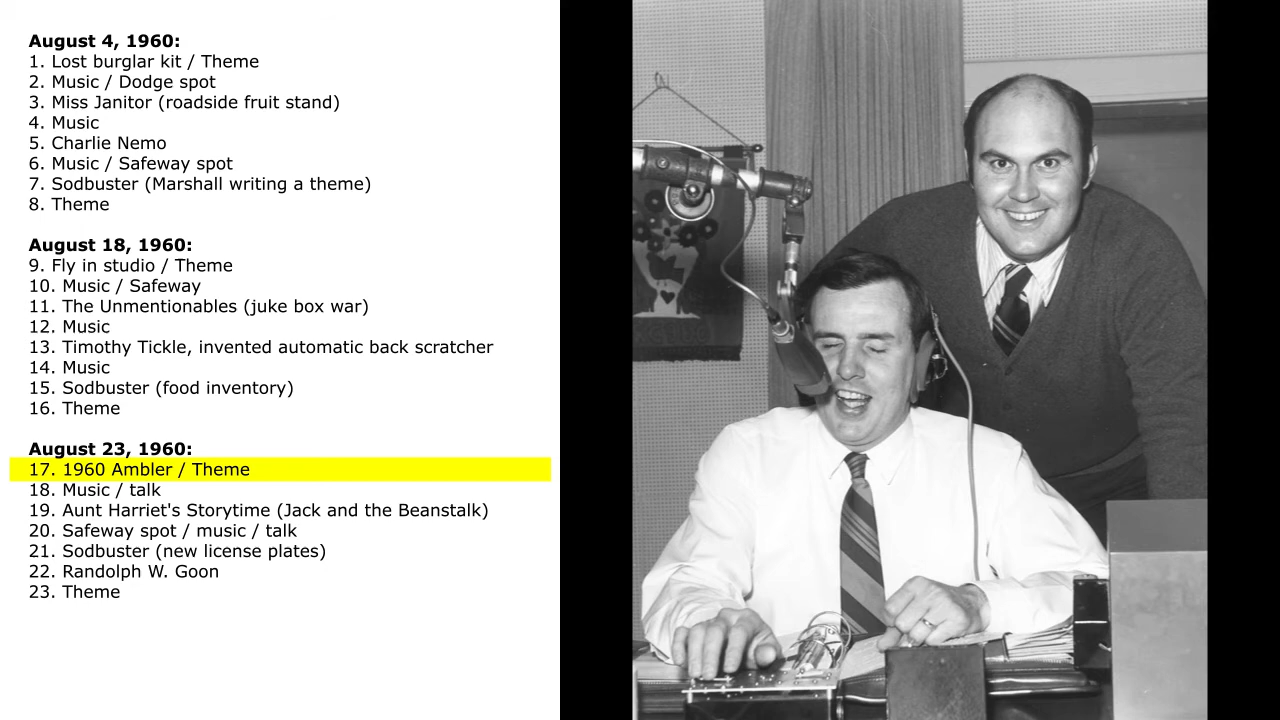 August 4, 1960:
1. Lost burglar kit / Theme
2. Music / Dodge spot
3. Miss Janitor (roadside fruit stand)
4. Music
5. Charlie Nemo
6. Music / Safeway spot
7. Sodbuster (Marshall writing a theme)
8. Theme
August 18, 1960:
9. Fly in studio / Theme
10. Music / Safeway
11. The Unmentionables (juke box war)
12. Music
13. Timothy Tickle, invented automatic back scratcher
14. Music
15. Sodbuster (food inventory)
16. Theme
August 23, 1960:
17. 1960 Ambler / Theme
18. Music / talk
19. Aunt Harriet's Storytime (Jack and the Beanstalk)
20. Safeway spot / music / talk
21. Sodbuster (new license plates)
22. Randolph W. Goon
23. Theme